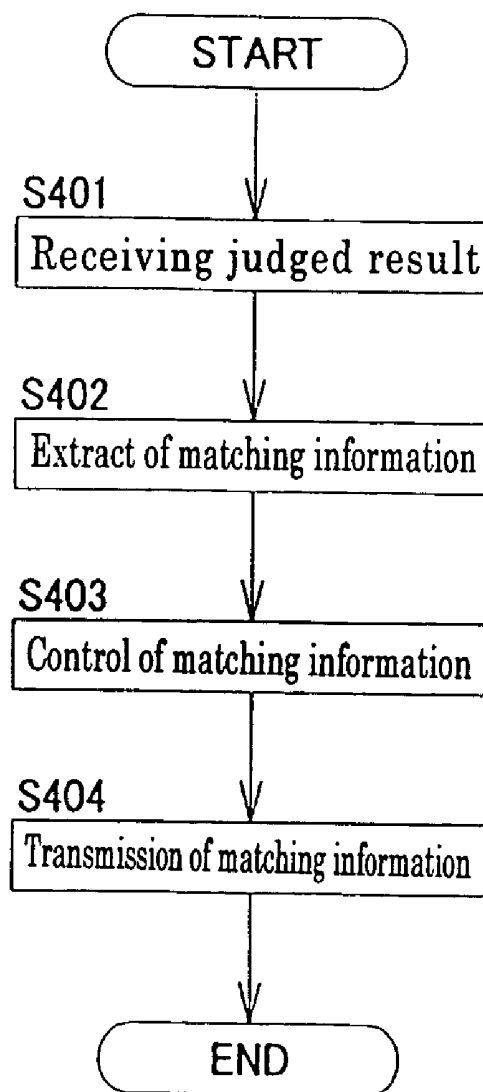 START
S401
Receiving judged result
S402
Extract of matching information
S403
Control of matching information
S404
Transmission of matching information
END